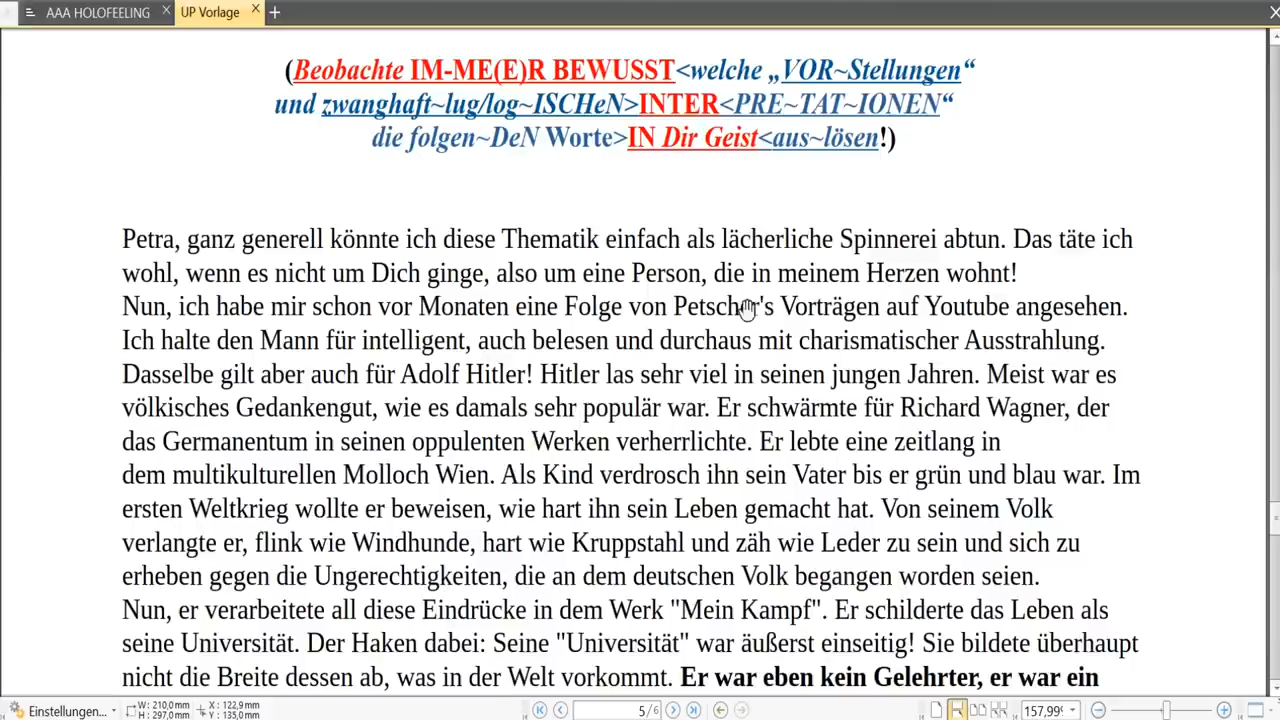 AAA HOLOFEELING
UP Vorlage
(Beobachte IM-ME(E)R BEWUSST<welche „VOR~Stellungen“
und zwanghaft~lug/log~ISCHeN>INTER<PRE~TAT~IONEN“
die folgen~DeN Worte>IN Dir Geist<aus~lösen!)
Petra, ganz generell könnte ich diese Thematik einfach als lächerliche Spinnerei abtun. Das täte ich
wohl, wenn es nicht um Dich ginge, also um eine Person, die in meinem Herzen wohnt!
Nun, ich habe mir schon vor Monaten eine Folge von Petscher's Vorträgen auf Youtube angesehen.
Ich halte den Mann für intelligent, auch belesen und durchaus mit charismatischer Ausstrahlung.
Dasselbe gilt aber auch für Adolf Hitler! Hitler las sehr viel in seinen jungen Jahren. Meist war es
völkisches Gedankengut, wie es damals sehr populär war. Er schwärmte für Richard Wagner, der
das Germanentum in seinen oppulenten Werken verherrlichte. Er lebte eine zeitlang in
dem multikulturellen Molloch Wien. Als Kind verdrosch ihn sein Vater bis er grün und blau war. Im
ersten Weltkrieg wollte er beweisen, wie hart ihn sein Leben gemacht hat. Von seinem Volk
verlangte er, flink wie Windhunde, hart wie Kruppstahl und zäh wie Leder zu sein und sich zu
erheben gegen die Ungerechtigkeiten, die an dem deutschen Volk begangen worden seien.
Nun, er verarbeitete all diese Eindrücke in dem Werk "Mein Kampf". Er schilderte das Leben als
seine Universität. Der Haken dabei: Seine "Universität" war äußerst einseitig! Sie bildete überhaupt
nicht die Breite dessen ab, was in der Welt vorkommt. Er war eben kein Gelehrter, er war ein
Einstellungen... W: 210,0mm X : 122,9mm 5/6 157,99%
H: 297,0mm Y : 135,0mm